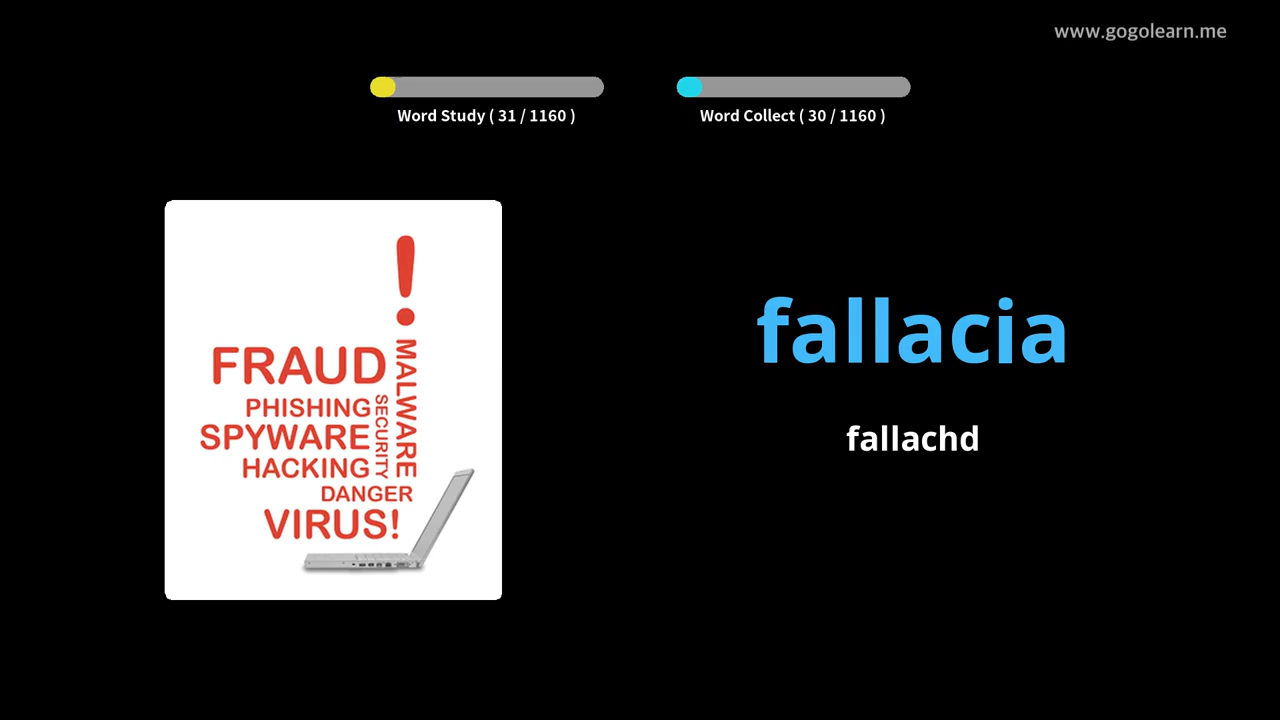 www.gogolearn.me
Word Study ( 31 / 1160 )
Word Collect ( 30 / 1160 )
!
FRAUD
MALWARE
PHISHING
SECURITY
SPYWARE
HACKING
DANGER
VIRUS!
fallacia
fallachd